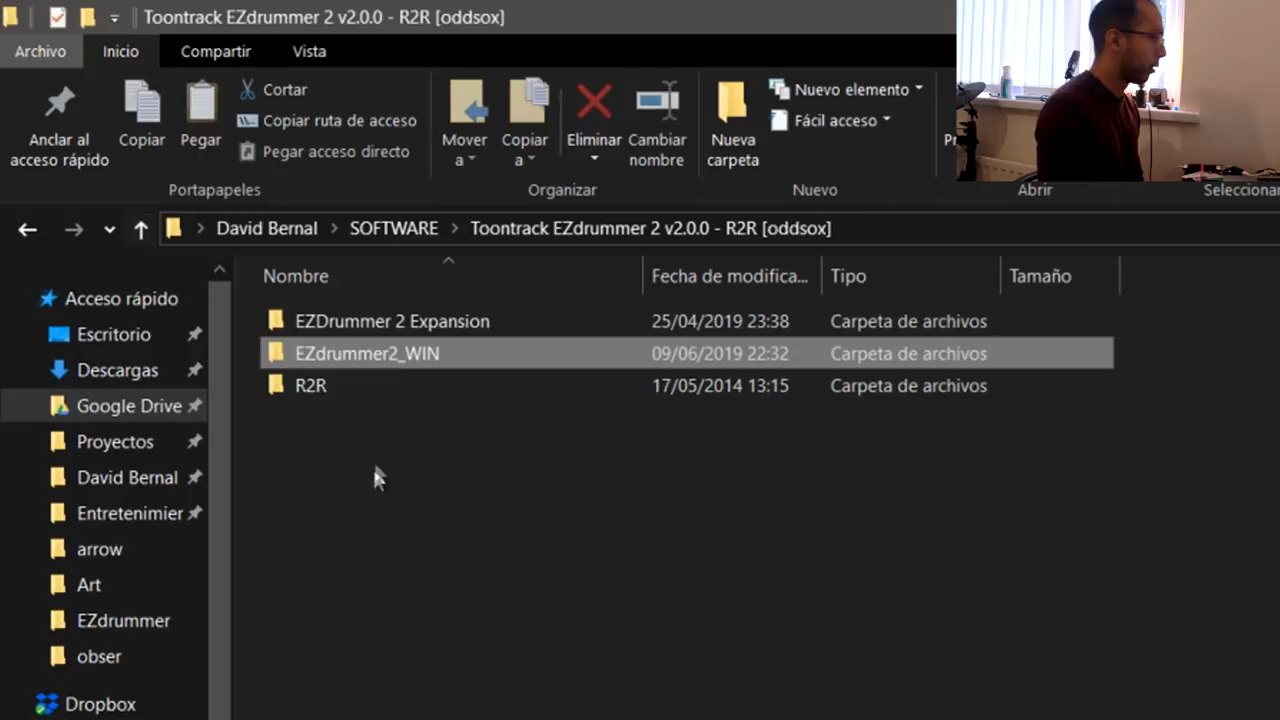 Toontrack EZdrummer 2 v2.0.0 - R2R [oddsox]
Archivo Inicio Compartir Vista
Anclar al acceso rápido
Copiar
Pegar
Cortar
Copiar ruta de acceso
Pegar acceso directo
Portapapeles
Mover a
Copiar a
Eliminar
Cambiar nombre
Organizar
Nueva carpeta
Nuevo elemento
Fácil acceso
Nuevo
Abrir
David Bernal > SOFTWARE > Toontrack EZdrummer 2 v2.0.0 - R2R [oddsox]
Nombre Fecha de modifica... Tipo Tamaño
EZDrummer 2 Expansion 25/04/2019 23:38 Carpeta de archivos
EZdrummer2_WIN 09/06/2019 22:32 Carpeta de archivos
R2R 17/05/2014 13:15 Carpeta de archivos
Acceso rápido
Escritorio
Descargas
Google Drive
Proyectos
David Bernal
Entretenimier
arrow
Art
EZdrummer
obser
Dropbox